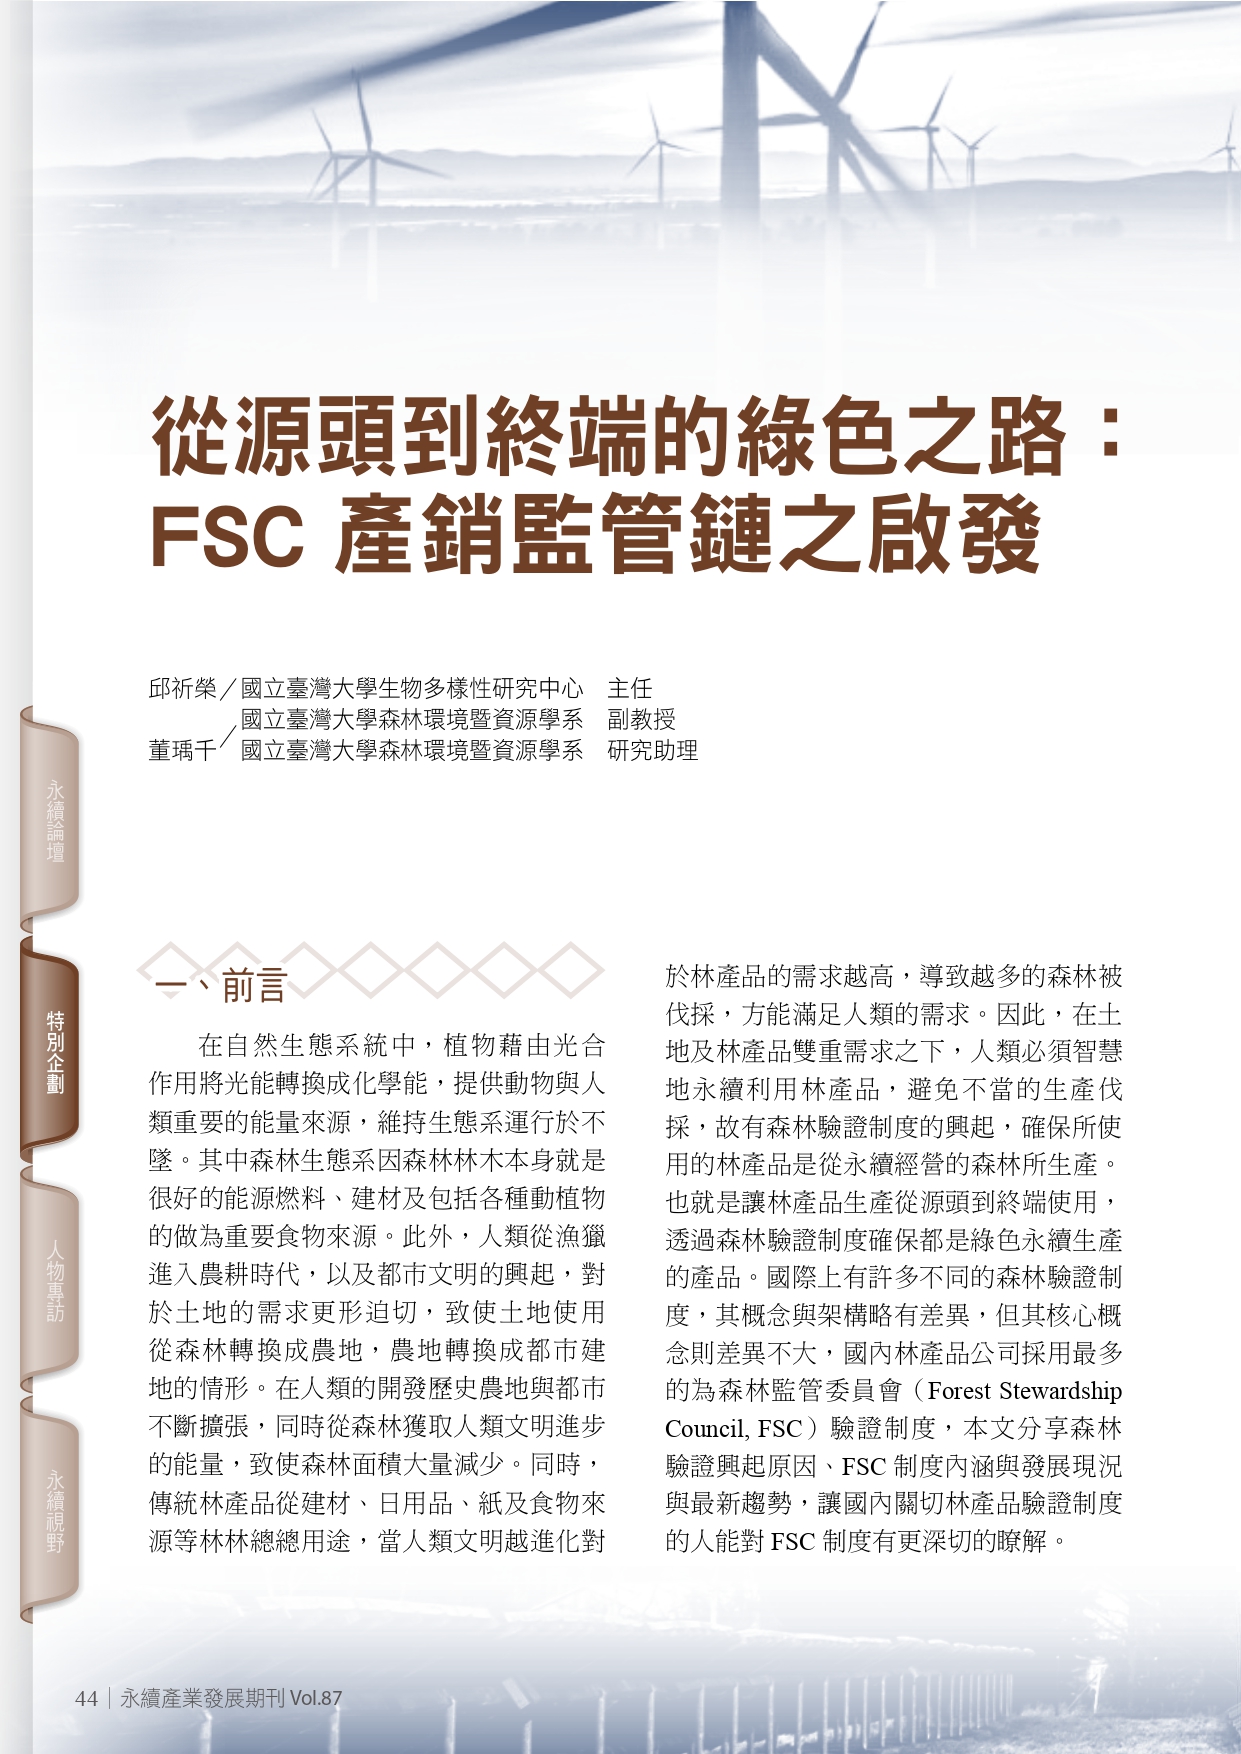 從源頭到終端的綠色之路：
FSC 產銷監管鏈之啟發
邱祈榮／國立臺灣大學生物多樣性研究中心　主任
國立臺灣大學森林環境暨資源學系　副教授
董瑀千／國立臺灣大學森林環境暨資源學系　研究助理
永續論壇
特別企劃
人物專訪
永續視野
一、前言
在自然生態系統中，植物藉由光合
作用將光能轉換成化學能，提供動物與人
類重要的能量來源，維持生態系運行於不
墜。其中森林生態系因森林林木本身就是
很好的能源燃料、建材及包括各種動植物
的做為重要食物來源。此外，人類從漁獵
進入農耕時代，以及都市文明的興起，對
於土地的需求更形迫切，致使土地使用
從森林轉換成農地，農地轉換成都市建
地的情形。在人類的開發歷史農地與都市
不斷擴張，同時從森林獲取人類文明進步
的能量，致使森林面積大量減少。同時，
傳統林產品從建材、日用品、紙及食物來
源等林林總總用途，當人類文明越進化對
於林產品的需求越高，導致越多的森林被
伐採，方能滿足人類的需求。因此，在土
地及林產品雙重需求之下，人類必須智慧
地永續利用林產品，避免不當的生產伐
採，故有森林驗證制度的興起，確保所使
用的林產品是從永續經營的森林所生產。
也就是讓林產品生產從源頭到終端使用，
透過森林驗證制度確保都是綠色永續生產
的產品。國際上有許多不同的森林驗證制
度，其概念與架構略有差異，但其核心概
念則差異不大，國內林產品公司採用最多
的為森林監管委員會（Forest Stewardship
Council, FSC）驗證制度，本文分享森林
驗證興起原因、FSC 制度內涵與發展現況
與最新趨勢，讓國內關切林產品驗證制度
的人能對 FSC 制度有更深切的瞭解。
44｜永續產業發展期刊 Vol.87